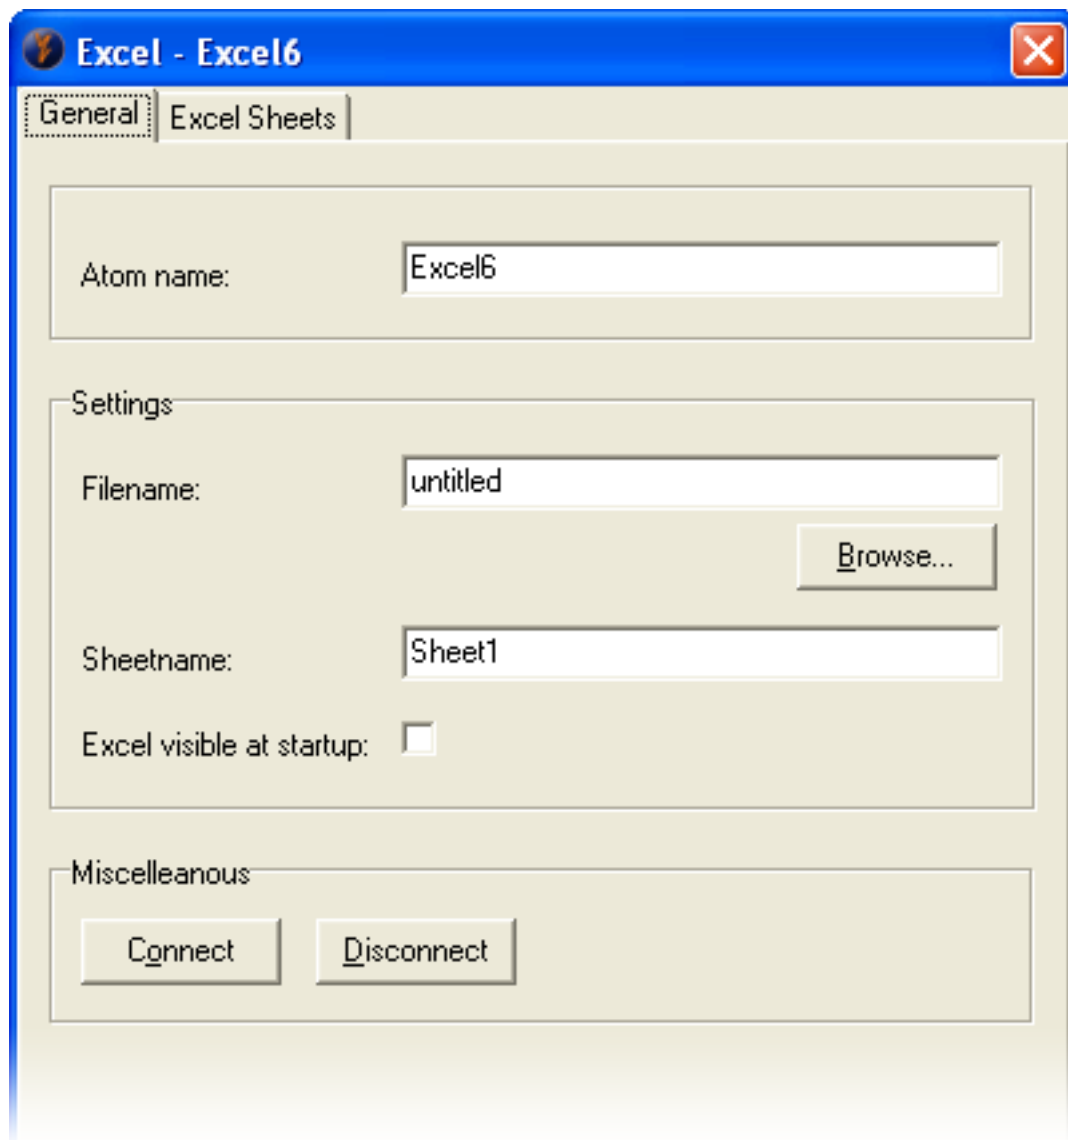 Excel - Excel6
General Excel Sheets
Atom name: Excel6
Settings
Filename: untitled
Browse...
Sheetname: Sheet1
Excel visible at startup:
Miscelleanous
Connect Disconnect